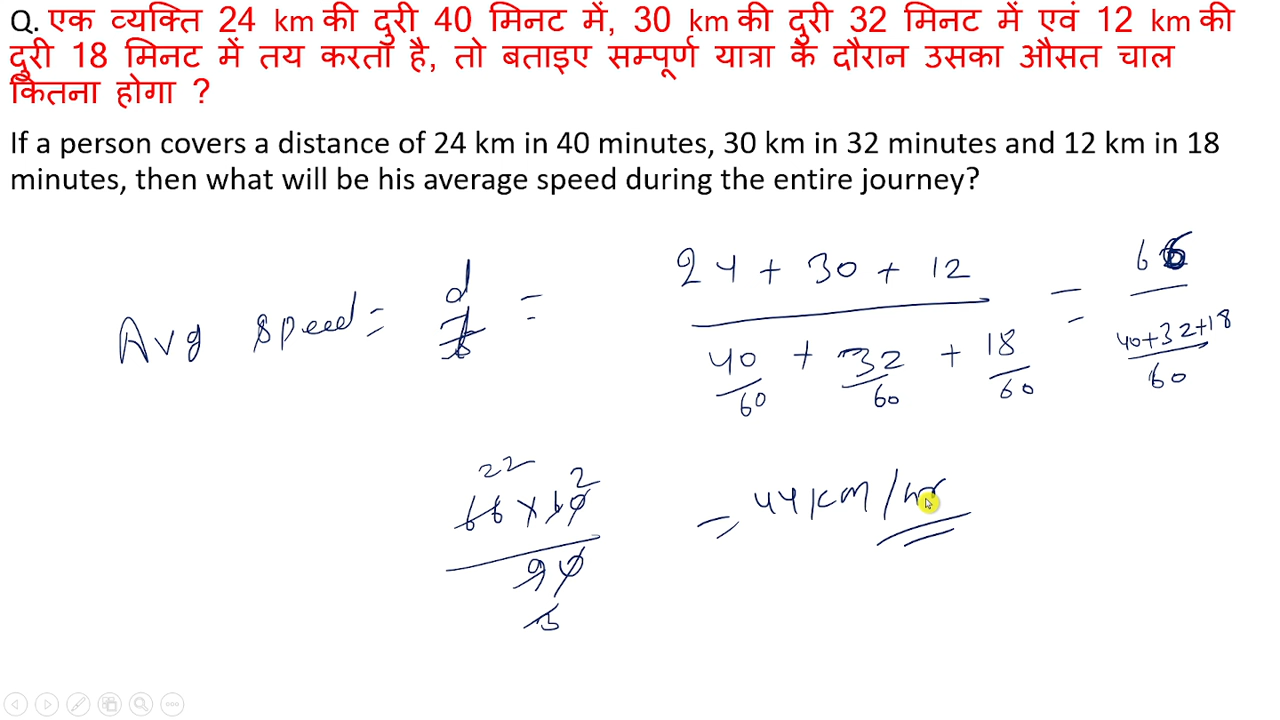 Q. एक व्यक्ति 24 km की दुरी 40 मिनट में, 30 km की दुरी 32 मिनट में एवं 12 km की
दुरी 18 मिनट में तय करता है, तो बताइए सम्पूर्ण यात्रा के दौरान उसका औसत चाल
कितना होगा ?
If a person covers a distance of 24 km in 40 minutes, 30 km in 32 minutes and 12 km in 18
minutes, then what will be his average speed during the entire journey?
Avg speed = d/t = (24 + 30 + 12)/(40/60 + 32/60 + 18/60) = 66/((40+32+18)/60)
22 2
66 × 60
90
3
= 44 km/hr